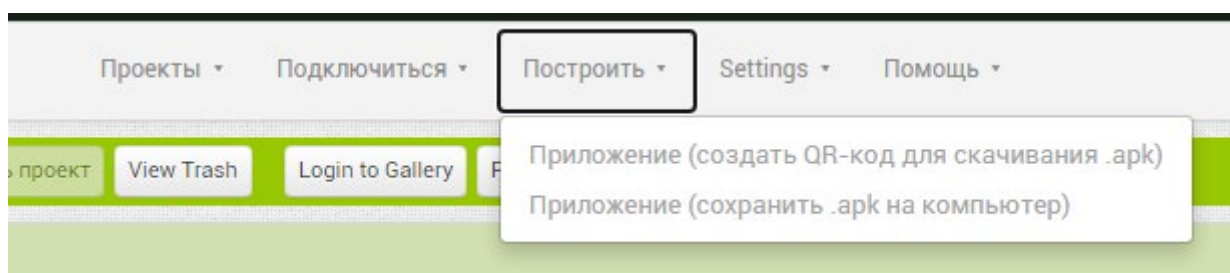 Проекты Подключиться Построить Settings Помощь
проект View Trash Login to Gallery
Приложение (создать QR-код для скачивания .apk)
Приложение (сохранить .apk на компьютер)